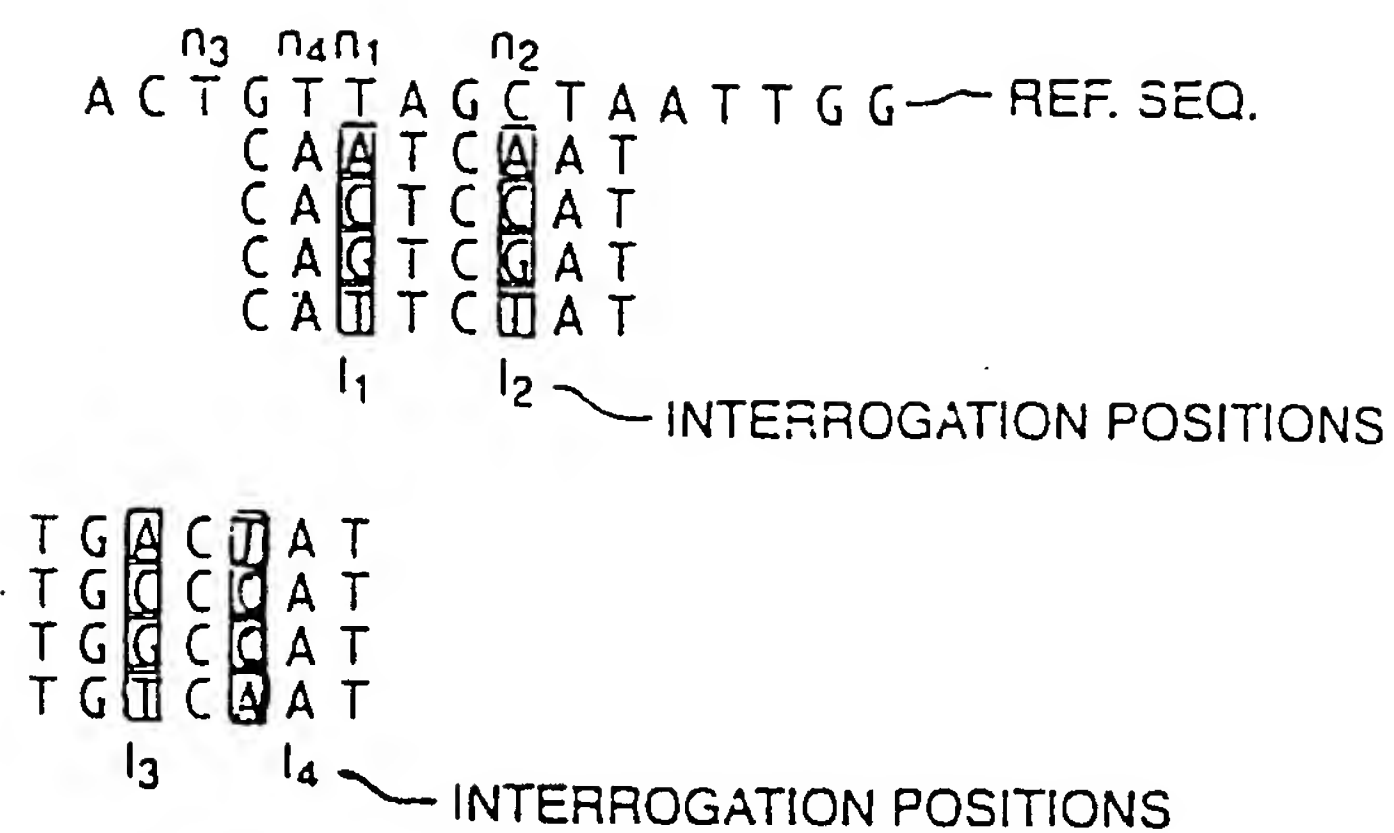 n3 n4 n1 n2
A C T G T T A G C T A A T T G G REF. SEQ.
C A A T C A A T
C A C T C C A T
C A G T C G A T
C A T T C T A T
I1 I2 INTERROGATION POSITIONS
T G A C T A T
T G C C C A T
T G G C A T
T G T C A A T
I3 I4 INTERROGATION POSITIONS